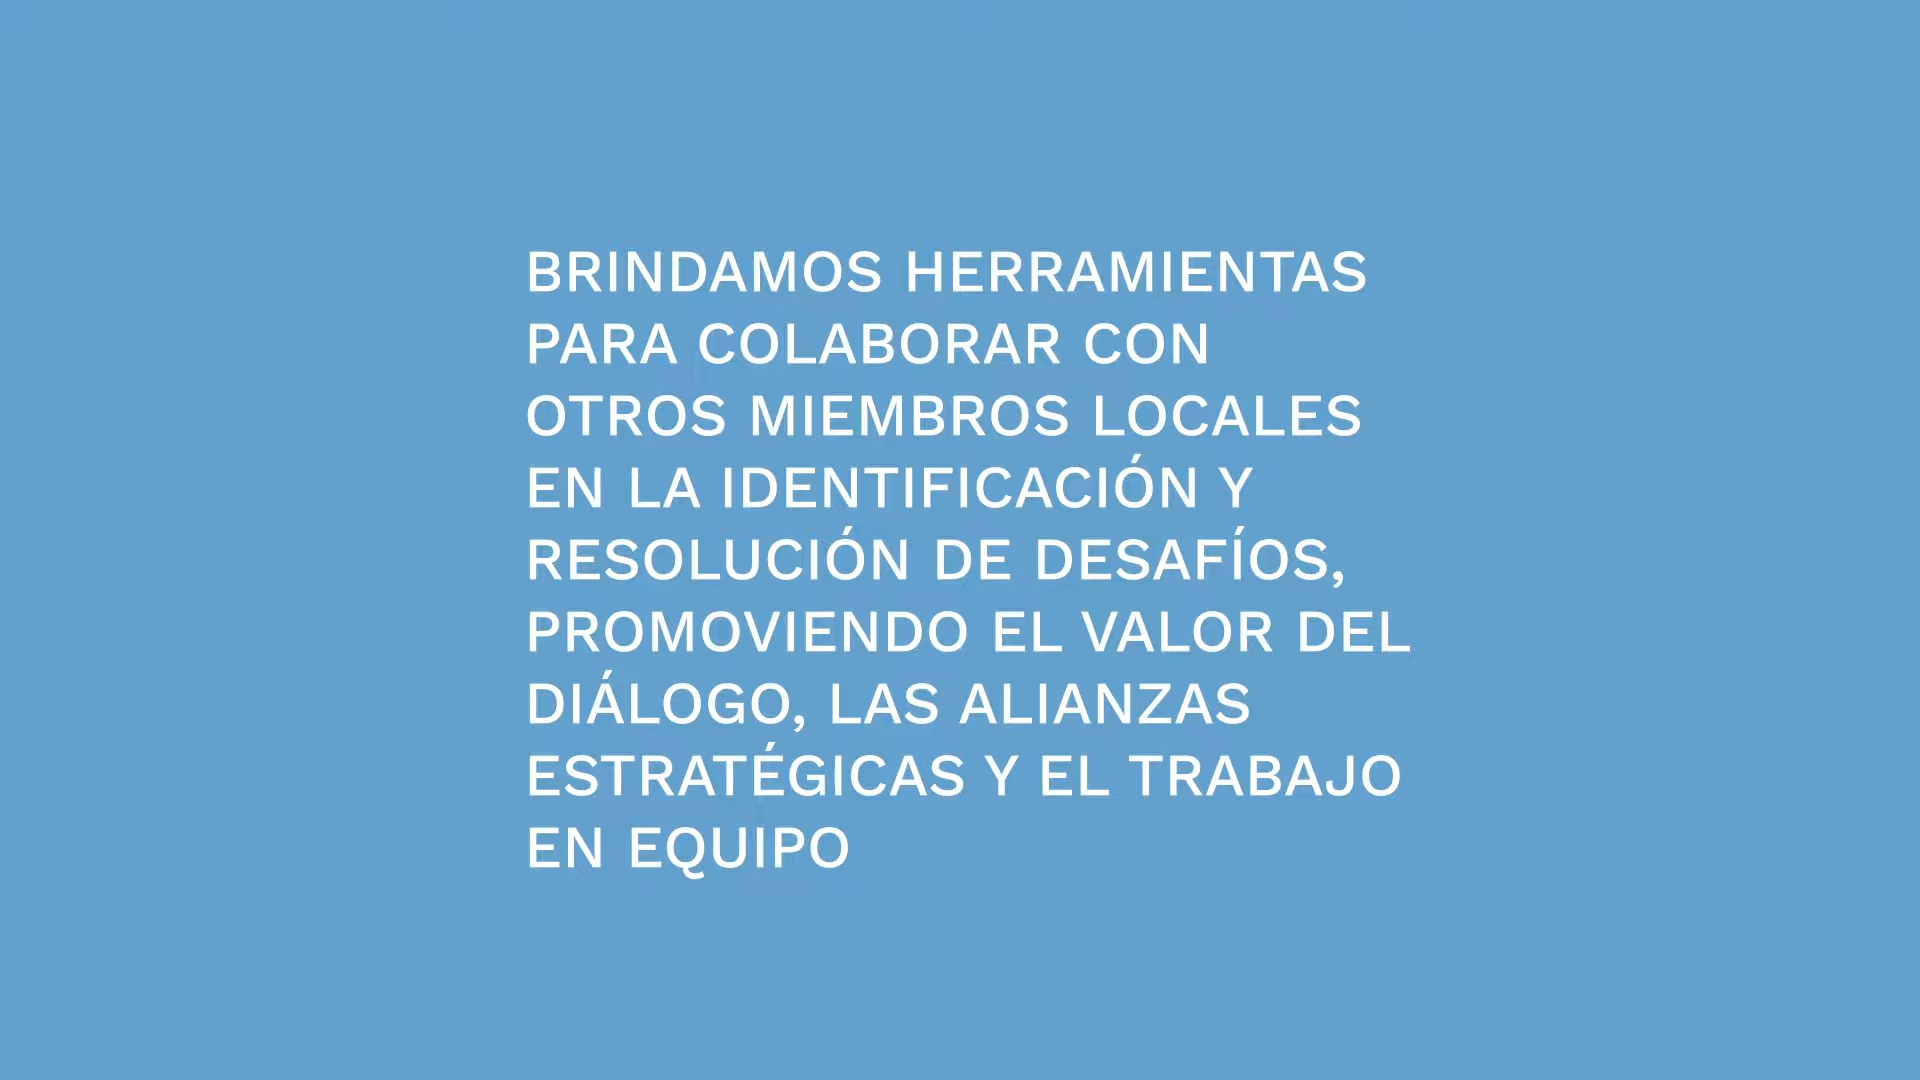 BRINDAMOS HERRAMIENTAS
PARA COLABORAR CON
OTROS MIEMBROS LOCALES
EN LA IDENTIFICACIÓN Y
RESOLUCIÓN DE DESAFÍOS,
PROMOVIENDO EL VALOR DEL
DIÁLOGO, LAS ALIANZAS
ESTRATÉGICAS Y EL TRABAJO
EN EQUIPO